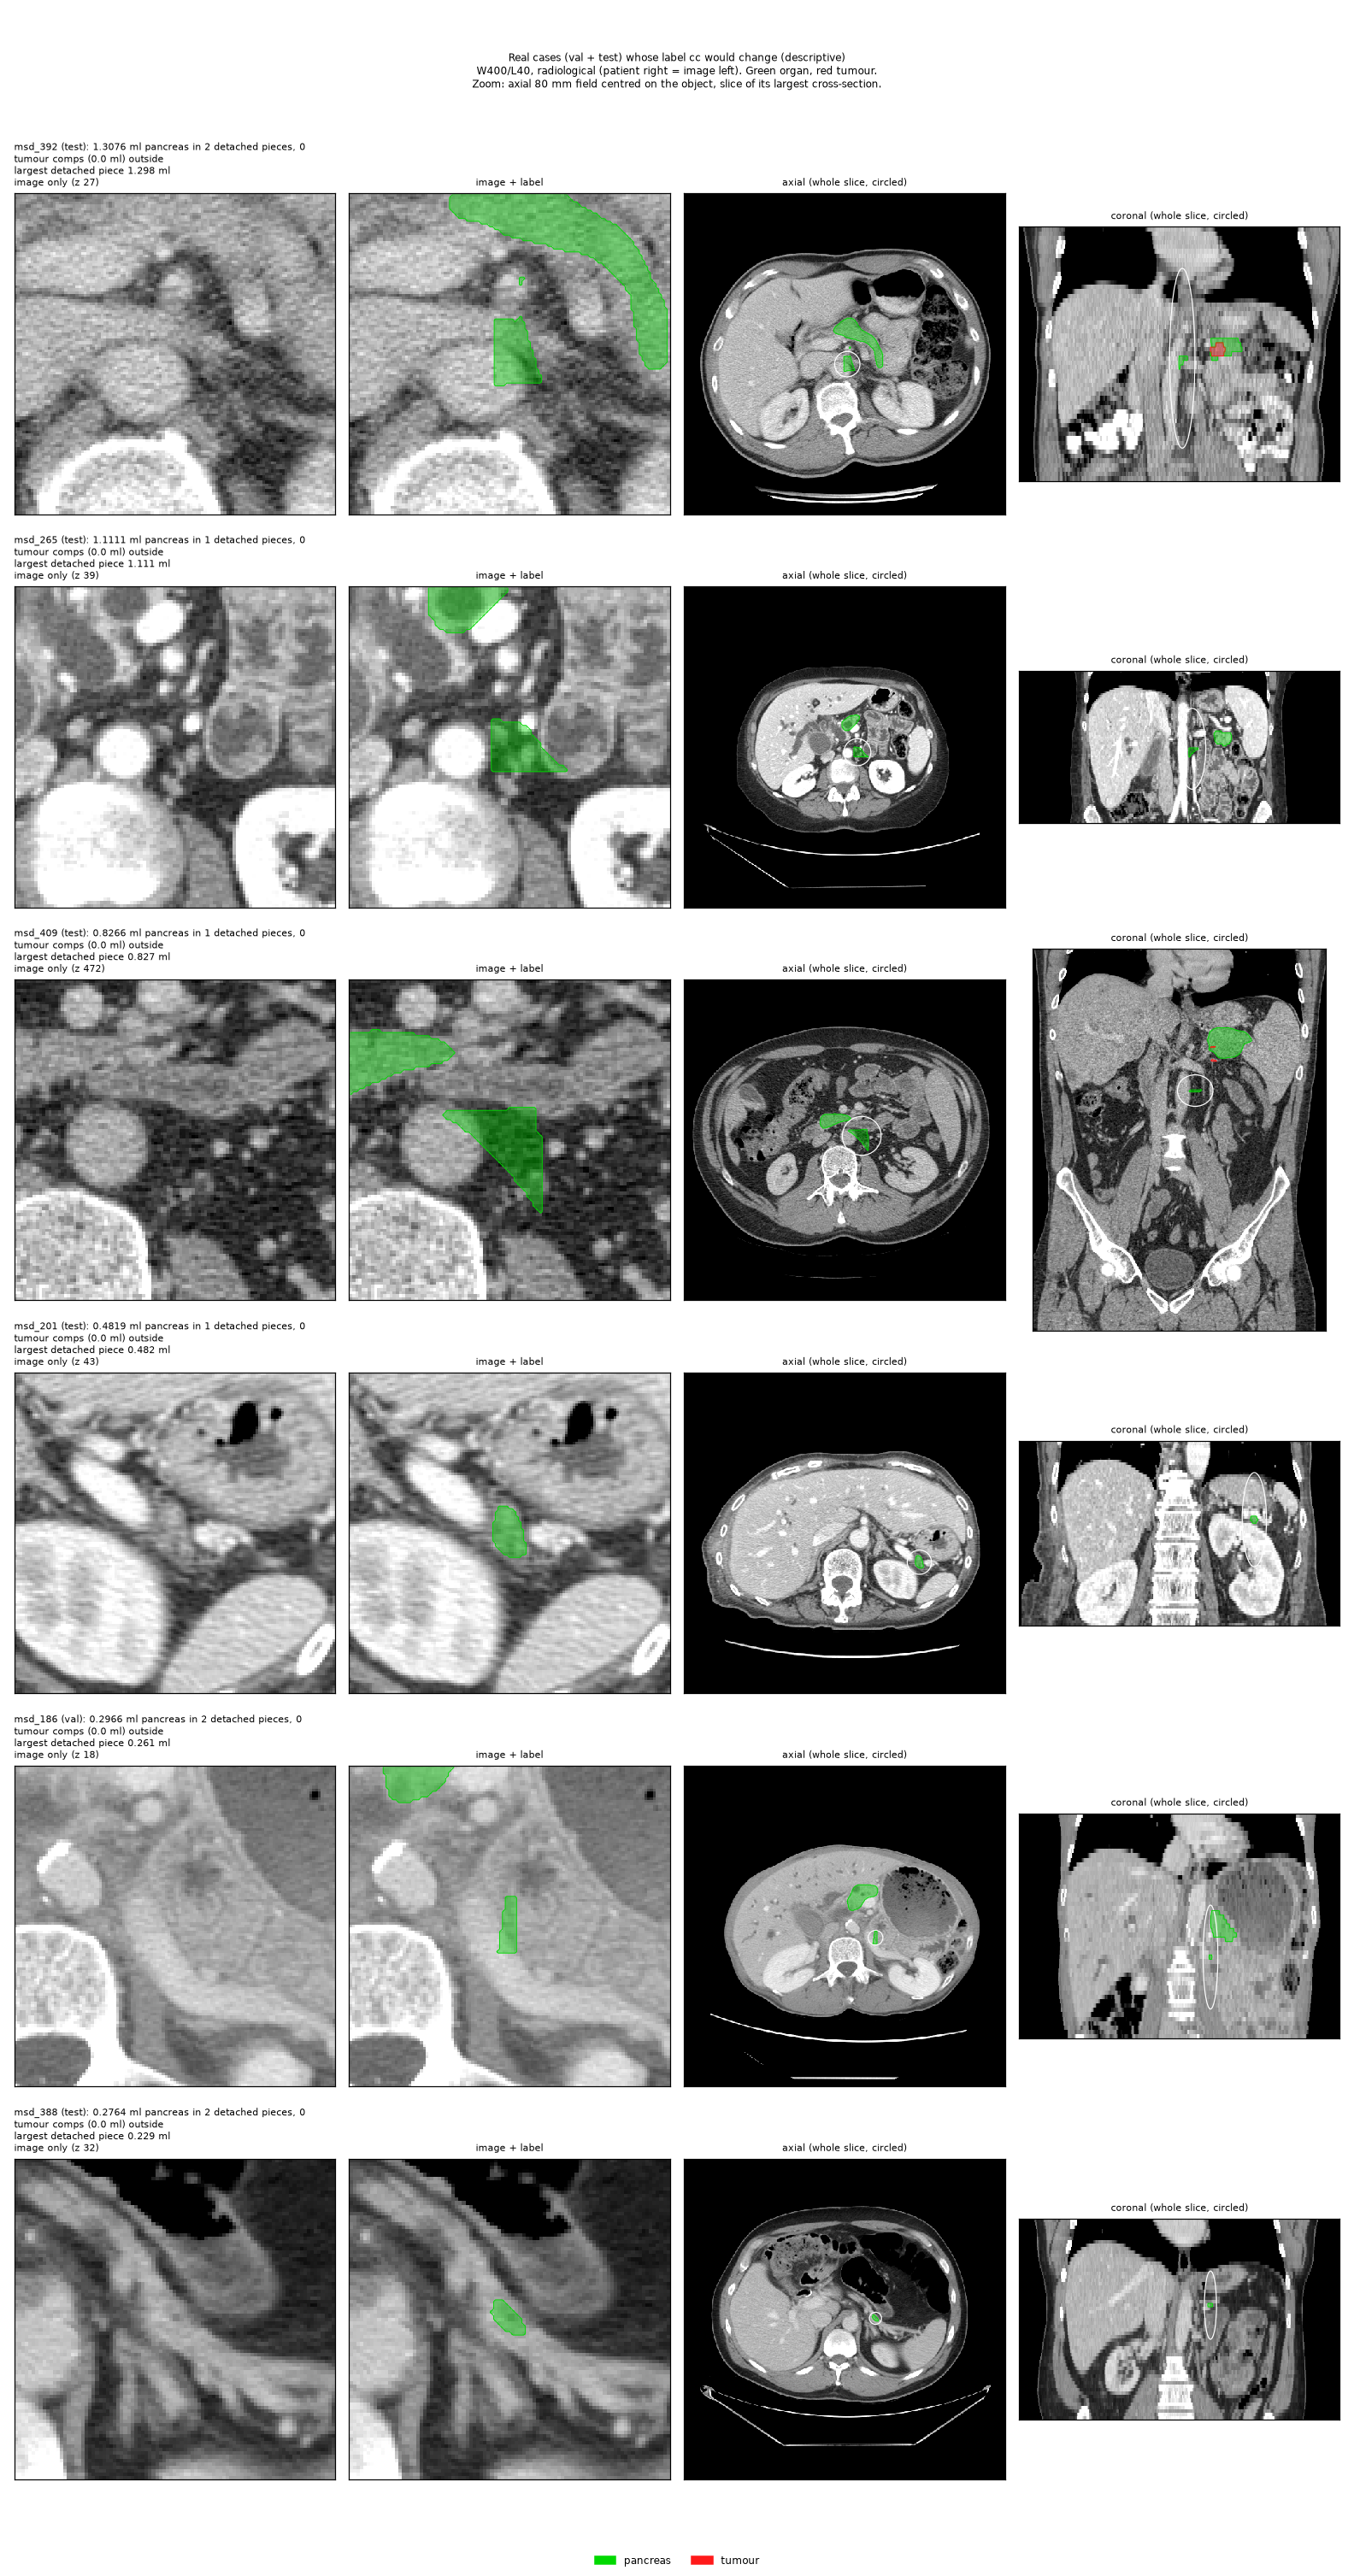 Real cases (val + test) whose label cc would change (descriptive)
W400/L40, radiological (patient right = image left). Green organ, red tumour.
Zoom: axial 80 mm field centred on the object, slice of its largest cross-section.
msd_392 (test): 1.3076 ml pancreas in 2 detached pieces, 0
tumour comps (0.0 ml) outside
largest detached piece 1.298 ml
image only (z 27)
image + label
axial (whole slice, circled)
coronal (whole slice, circled)
msd_265 (test): 1.1111 ml pancreas in 1 detached pieces, 0
tumour comps (0.0 ml) outside
largest detached piece 1.111 ml
image only (z 39)
image + label
axial (whole slice, circled)
coronal (whole slice, circled)
msd_409 (test): 0.8266 ml pancreas in 1 detached pieces, 0
tumour comps (0.0 ml) outside
largest detached piece 0.827 ml
image only (z 472)
image + label
axial (whole slice, circled)
coronal (whole slice, circled)
msd_201 (test): 0.4819 ml pancreas in 1 detached pieces, 0
tumour comps (0.0 ml) outside
largest detached piece 0.482 ml
image only (z 43)
image + label
axial (whole slice, circled)
coronal (whole slice, circled)
msd_186 (val): 0.2966 ml pancreas in 2 detached pieces, 0
tumour comps (0.0 ml) outside
largest detached piece 0.261 ml
image only (z 18)
image + label
axial (whole slice, circled)
coronal (whole slice, circled)
msd_388 (test): 0.2764 ml pancreas in 2 detached pieces, 0
tumour comps (0.0 ml) outside
largest detached piece 0.229 ml
image only (z 32)
image + label
axial (whole slice, circled)
coronal (whole slice, circled)
pancreas
tumour